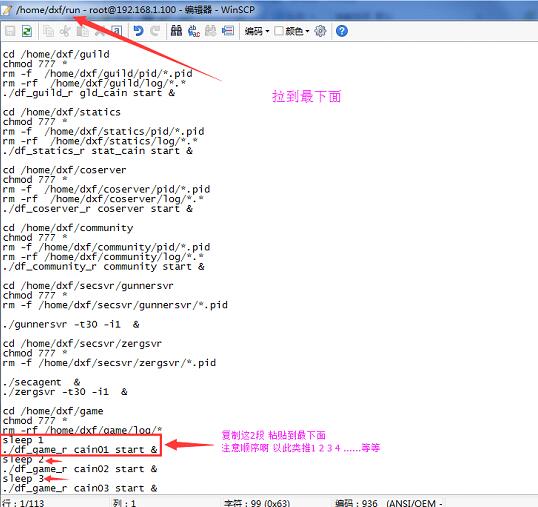 /home/dxf/run - root@192.168.1.100 - 编辑器 - WinSCP
编码 颜色
cd /home/dxf/guild
chmod 777 *
rm -f  /home/dxf/guild/pid/*.pid
rm -rf  /home/dxf/guild/log/*.*
./df_guild_r gld_cain start &
拉到最下面
cd /home/dxf/statics
chmod 777 *
rm -f  /home/dxf/statics/pid/*.pid
rm -rf /home/dxf/statics/log/*.*
./df_statics_r stat_cain start &
cd /home/dxf/coserver
chmod 777 *
rm -f  /home/dxf/coserver/pid/*.pid
rm -rf /home/dxf/coserver/log/*.*
./df_coserver_r coserver start &
cd /home/dxf/community
chmod 777 *
rm -f /home/dxf/community/pid/*.pid
rm -rf /home/dxf/community/log/*.*
./df_community_r community start &
cd /home/dxf/secsvr/gunnersvr
chmod 777 *
rm -f /home/dxf/secsvr/gunnersvr/*.pid
./gunnersvr -t30 -i1  &
cd /home/dxf/secsvr/zergsvr
chmod 777 *
rm -f /home/dxf/secsvr/zergsvr/*.pid
./secagent  &
./zergsvr -t30 -i1  &
cd /home/dxf/game
chmod 777 *
rm -rf /home/dxf/game/log/*
sleep 1
./df_game_r cain01 start &
复制这2段 粘贴到最下面
注意顺序啊 以此类推1 2 3 4 ......等等
sleep 2
./df_game_r cain02 start &
sleep 3
./df_game_r cain03 start &
行：1/113 列：1 字符：99 (0x63) 编码：936  (ANSI/OEM -